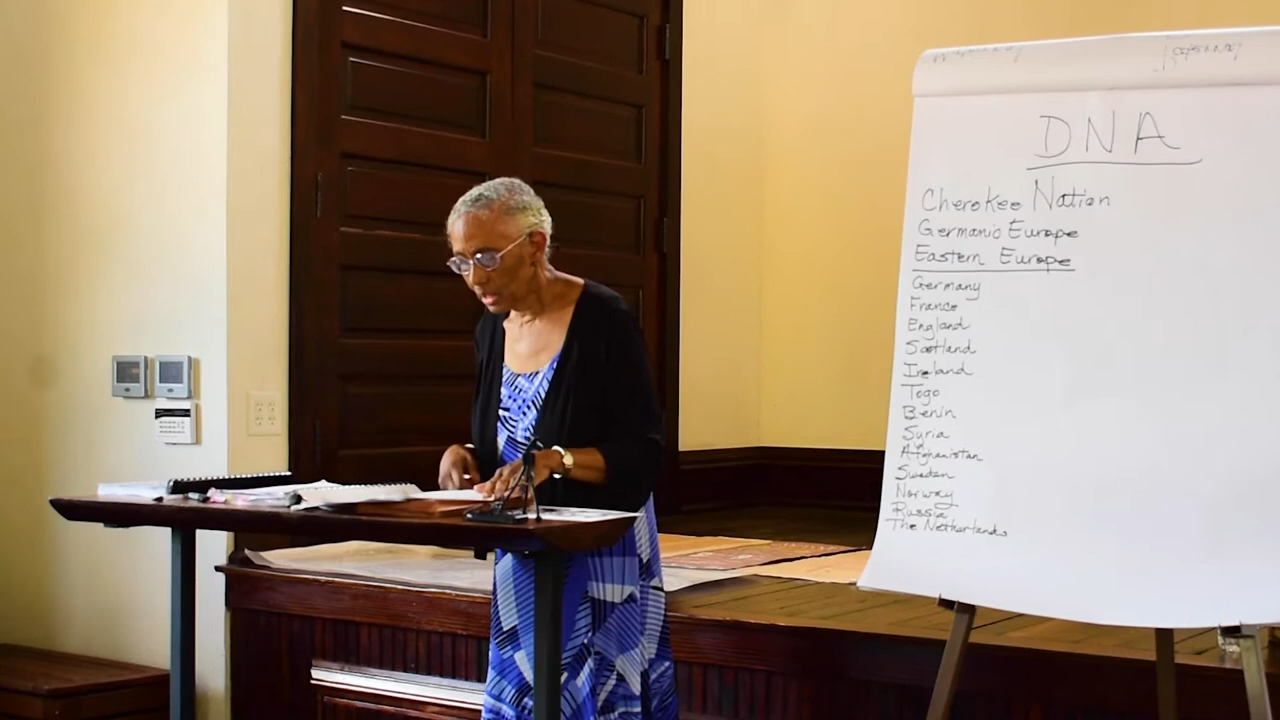 DNA
Cherokee Nation
Germanic Europe
Eastern Europe
Germany
France
England
Scotland
Ireland
Togo
Benin
Syria
Afghanistan
Sweden
Norway
Russia
The Netherlands